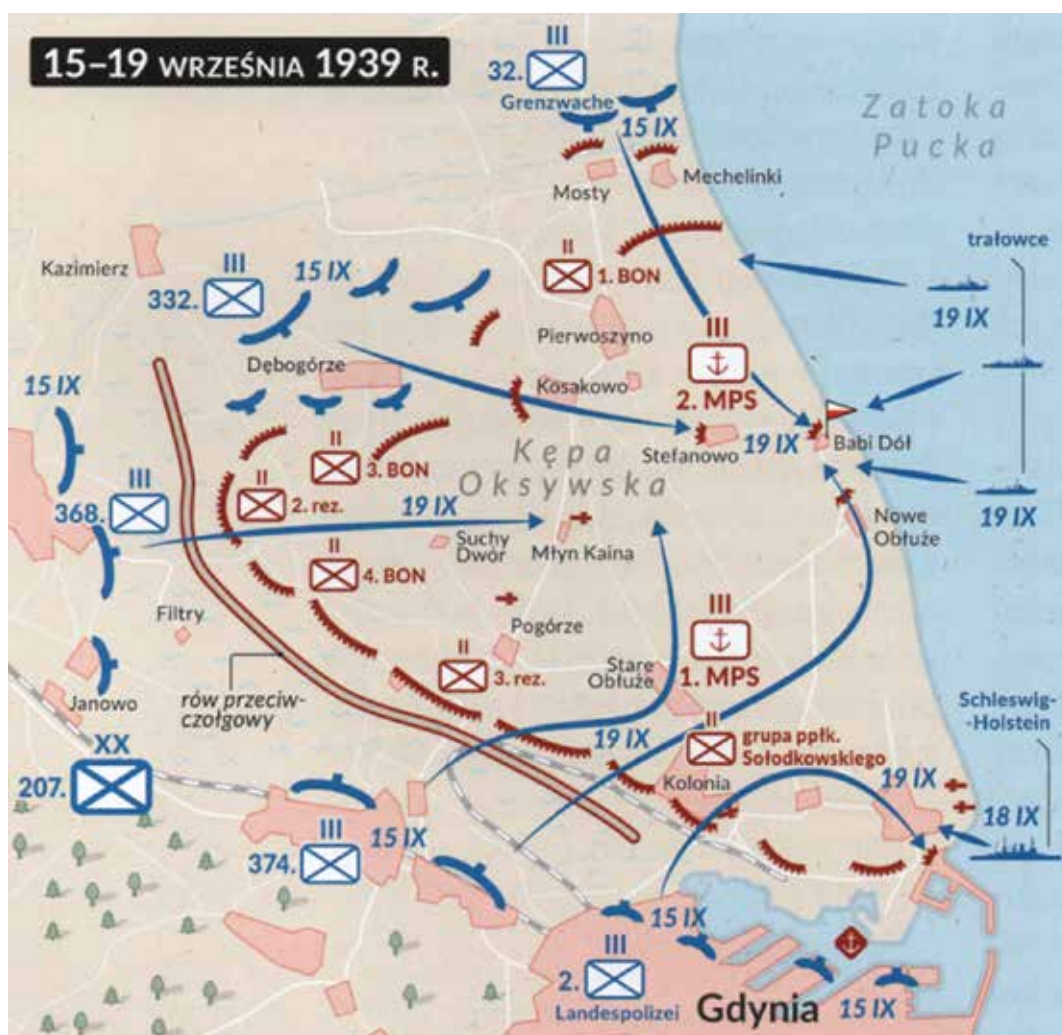 15–19 WRZEŚNIA 1939 R.
III
32.
Grenzwache
15 IX
Zatoka
Pucka
Mosty
Mechelinki
Kazimierz
III
332.
15 IX
II
1. BON
trałowce
19 IX
Pierwoszyno
III
2. MPS
Dębogórze
Kosakowo
15 IX
Stefanowo
19 IX
Babi Dół
II
3. BON
Kępa
Oksywska
II
2. rez.
III
368.
19 IX
19 IX
Suchy
Dwór
Młyn Kaina
Nowe
Obłuże
II
4. BON
Filtry
Pogórze
III
1. MPS
II
3. rez.
Stare
Obłuże
Janowo
rów przeciw-
czołgowy
Schleswig-
-Holstein
II
grupa ppłk.
Sołodkowskiego
19 IX
XX
207.
Kolonia
19 IX
18 IX
III
374.
15 IX
15 IX
III
2.
Landespolizei
Gdynia
15 IX